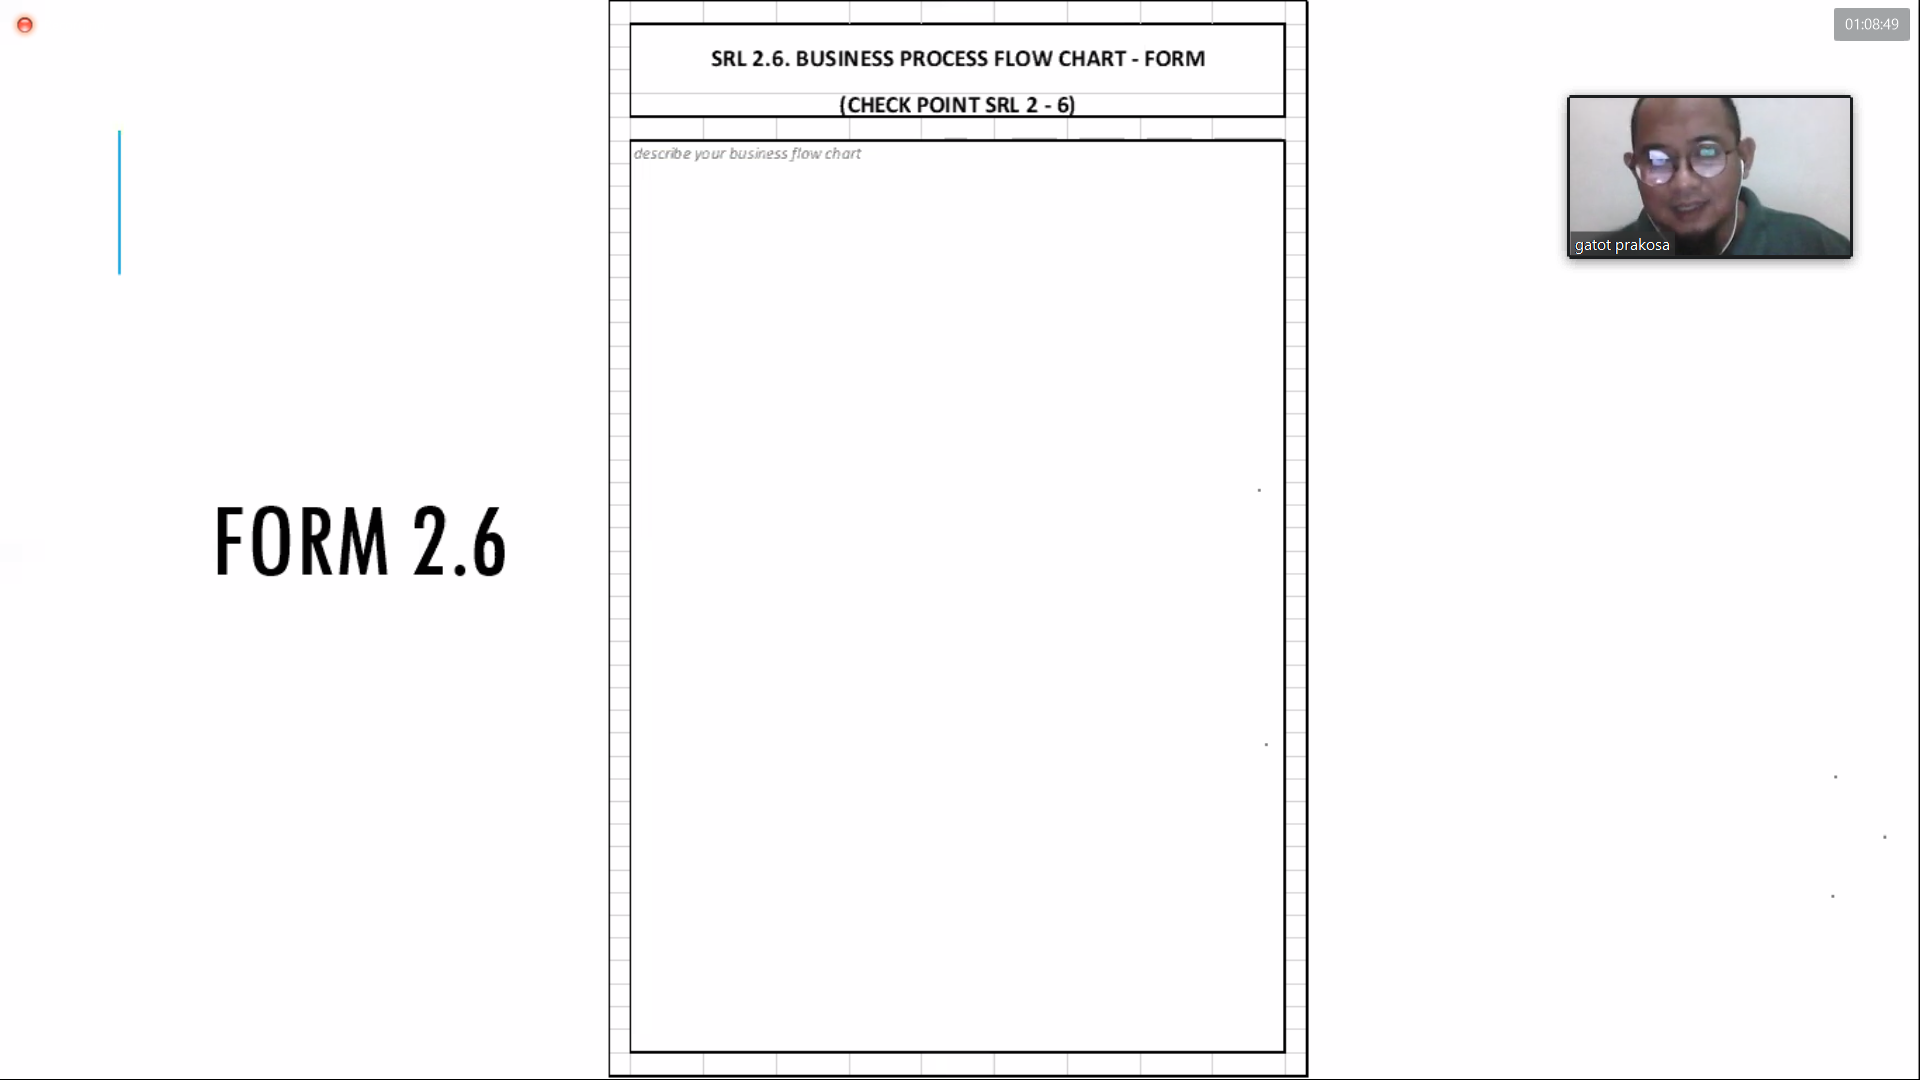 01:08:49
SRL 2.6. BUSINESS PROCESS FLOW CHART - FORM
(CHECK POINT SRL 2 - 6)
describe your business flow chart
gatot prakosa
FORM 2.6